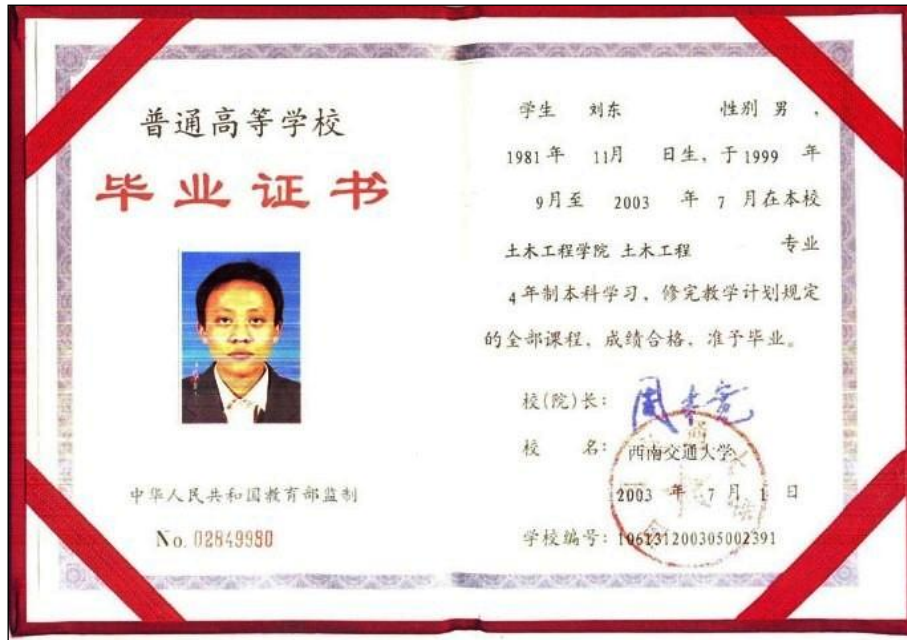 普通高等学校
毕业证书
中华人民共和国教育部监制
No. 02849980
学生 刘东 性别 男，
1981年 11月 日生，于1999 年
9月至 2003 年 7 月在本校
土木工程学院 土木工程 专业
4年制本科学习，修完教学计划规定
的全部课程，成绩合格，准予毕业。
校(院)长：
校 名：西南交通大学
2003 年 7 月 1 日
学校编号：106131200305002391